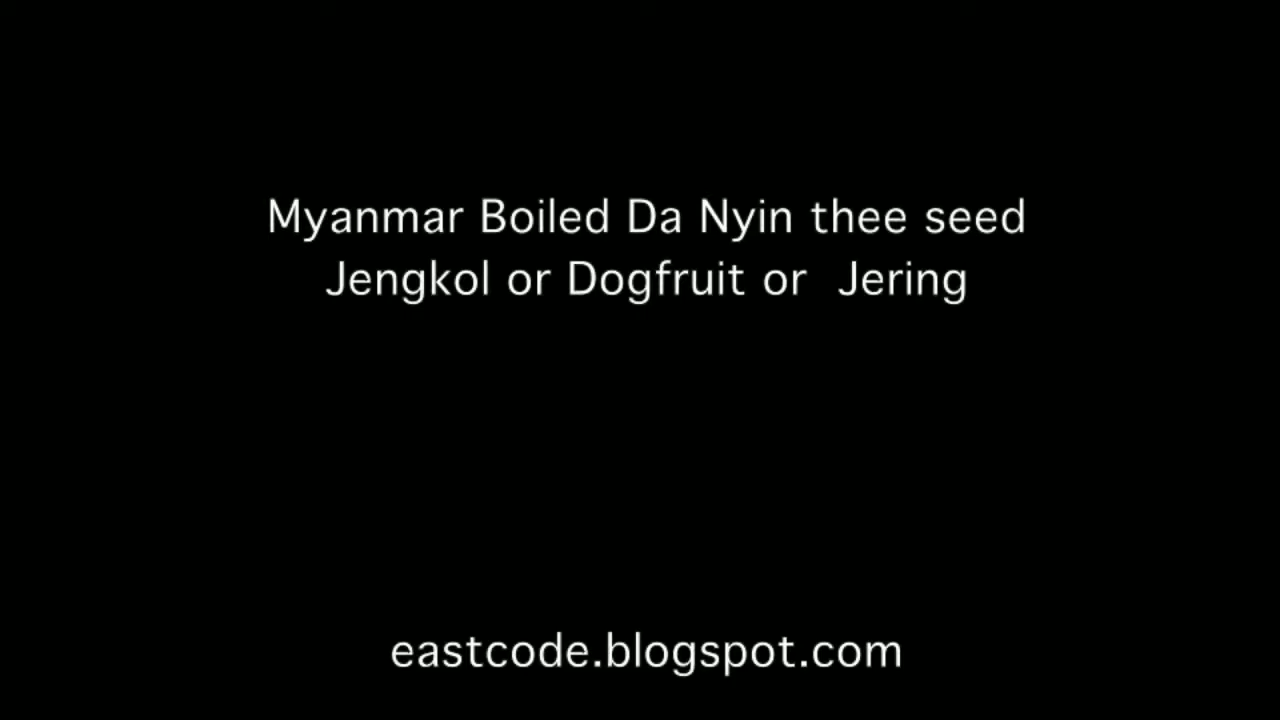 Myanmar Boiled Da Nyin thee seed
Jengkol or Dogfruit or  Jering
eastcode.blogspot.com